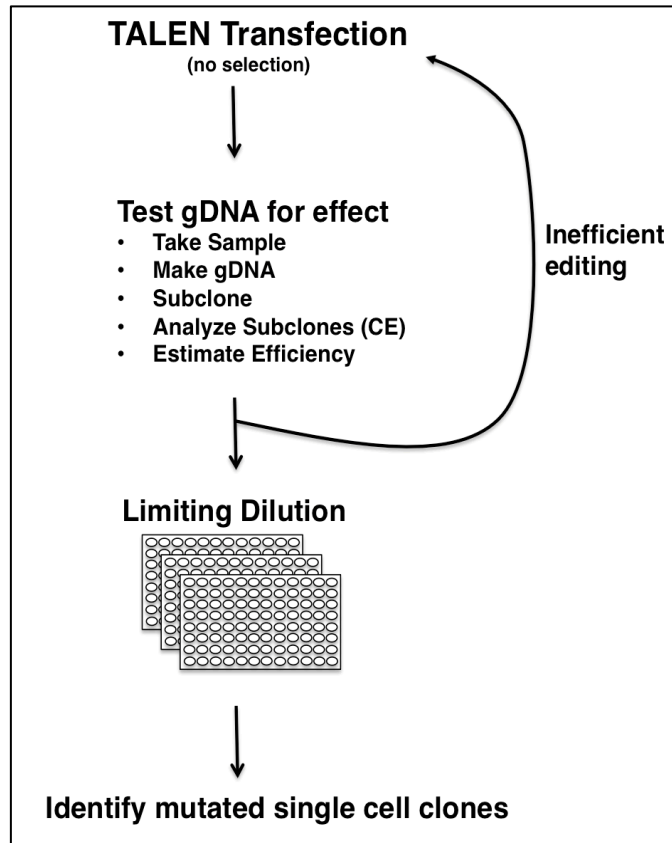 TALEN Transfection
(no selection)
Test gDNA for effect
• Take Sample
• Make gDNA
• Subclone
• Analyze Subclones (CE)
• Estimate Efficiency
Inefficient
editing
Limiting Dilution
Identify mutated single cell clones